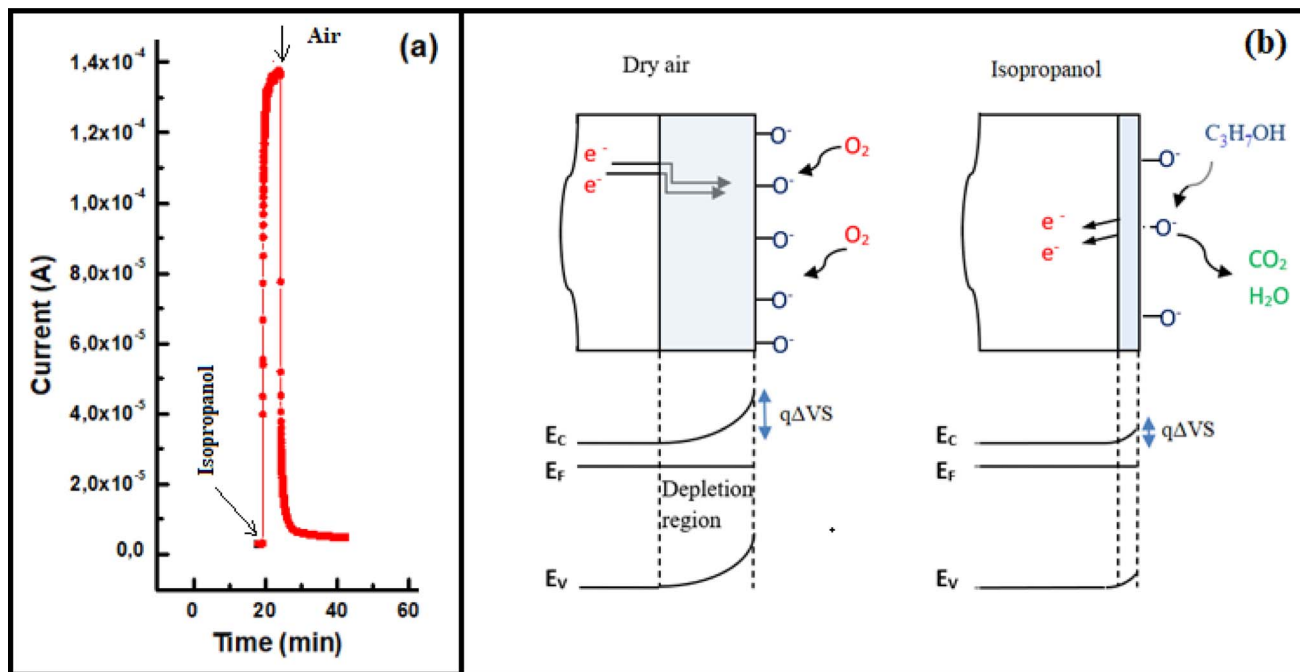 (a)
Air
1,4x10⁻⁴
1,2x10⁻⁴
1,0x10⁻⁴
8,0x10⁻⁵
6,0x10⁻⁵
4,0x10⁻⁵
2,0x10⁻⁵
0,0
Current (A)
Isopropanol
0 20 40 60
Time (min)
(b)
Dry air
e⁻
e⁻
O⁻
O⁻
O⁻
O⁻
O⁻
O₂
O₂
qΔVS
E_C
E_F
Depletion
region
E_V
Isopropanol
C₃H₇OH
O⁻
O⁻
O⁻
e⁻
e⁻
CO₂
H₂O
qΔVS
E_C
E_F
E_V